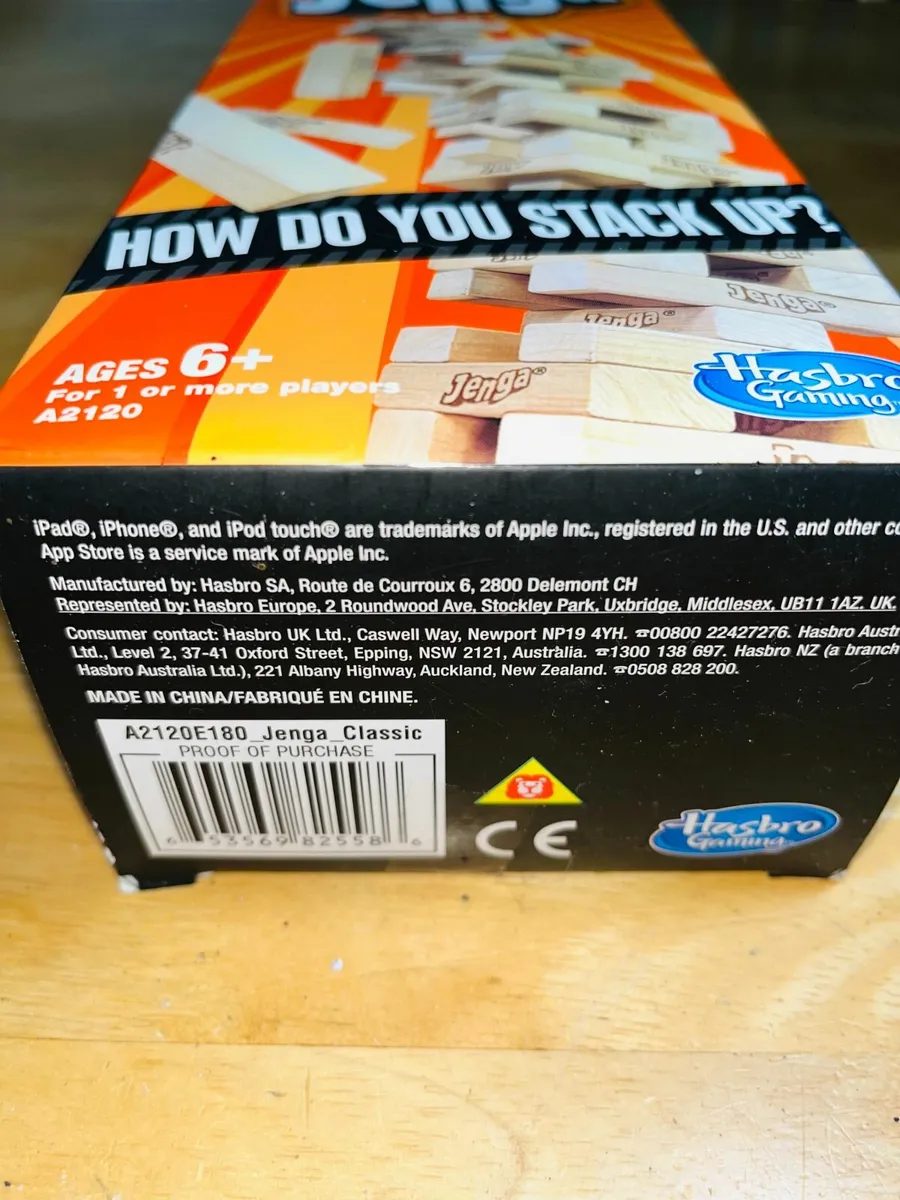 Jenga
HOW DO YOU STACK UP?
Jenga®
Jenga®
Jenga®
AGES 6+
For 1 or more players
A2120
Hasbro
Gaming
iPad®, iPhone®, and iPod touch® are trademarks of Apple Inc., registered in the U.S. and other
App Store is a service mark of Apple Inc.
Manufactured by: Hasbro SA, Route de Courroux 6, 2800 Delemont CH
Represented by: Hasbro Europe, 2 Roundwood Ave, Stockley Park, Uxbridge, Middlesex, UB11 1AZ. UK.
Consumer contact: Hasbro UK Ltd., Caswell Way, Newport NP19 4YH. ☎00800 22427276. Hasbro
Ltd., Level 2, 37-41 Oxford Street, Epping, NSW 2121, Australia. ☎1300 138 697. Hasbro NZ (a branch
Hasbro Australia Ltd.), 221 Albany Highway, Auckland, New Zealand. ☎0508 828 200.
MADE IN CHINA/FABRIQUÉ EN CHINE.
A2120E180_Jenga_Classic
PROOF OF PURCHASE
6 53569 82558 6
CE
Hasbro
Gaming